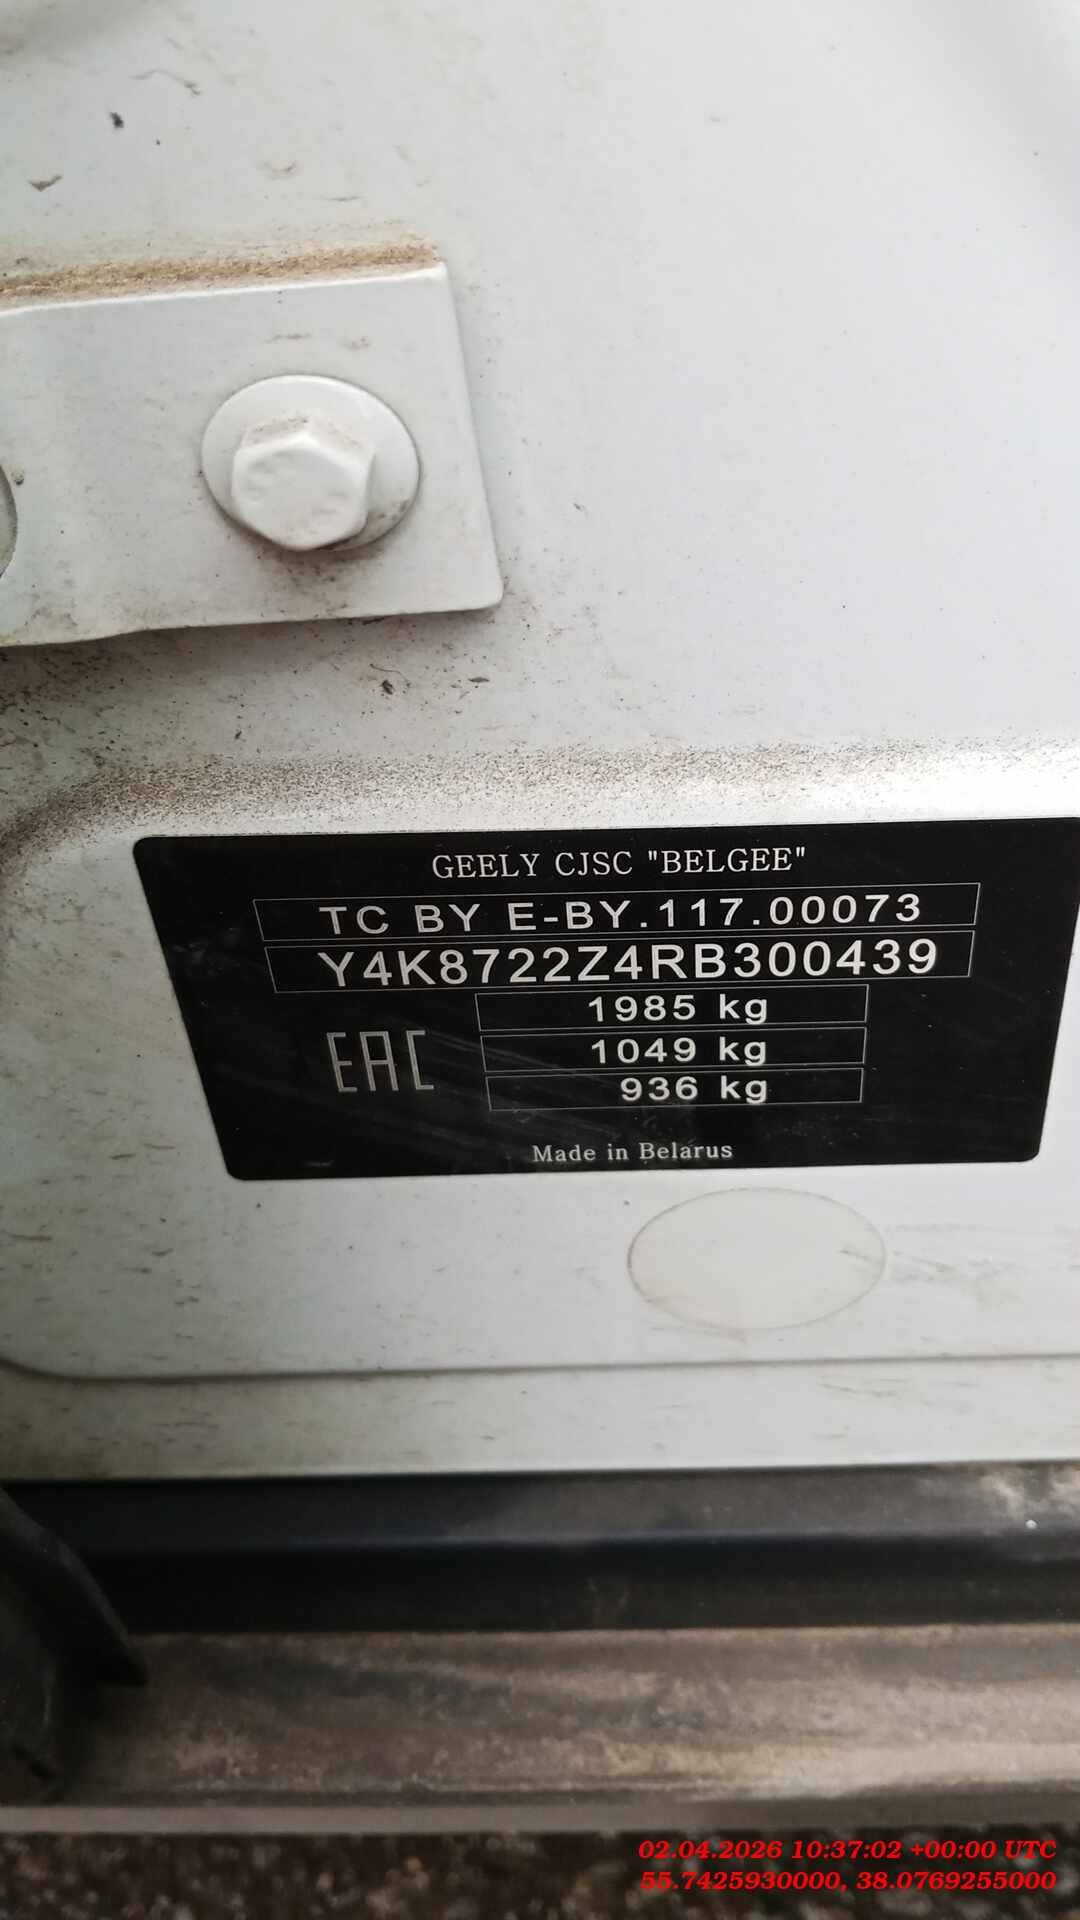 GEELY CJSC "BELGEE"
TC BY E-BY.117.00073
Y4K8722Z4RB300439
1985 kg
EAC
1049 kg
936 kg
Made in Belarus
02.04.2026 10:37:02 +00:00 UTC
55.7425930000, 38.0769255000